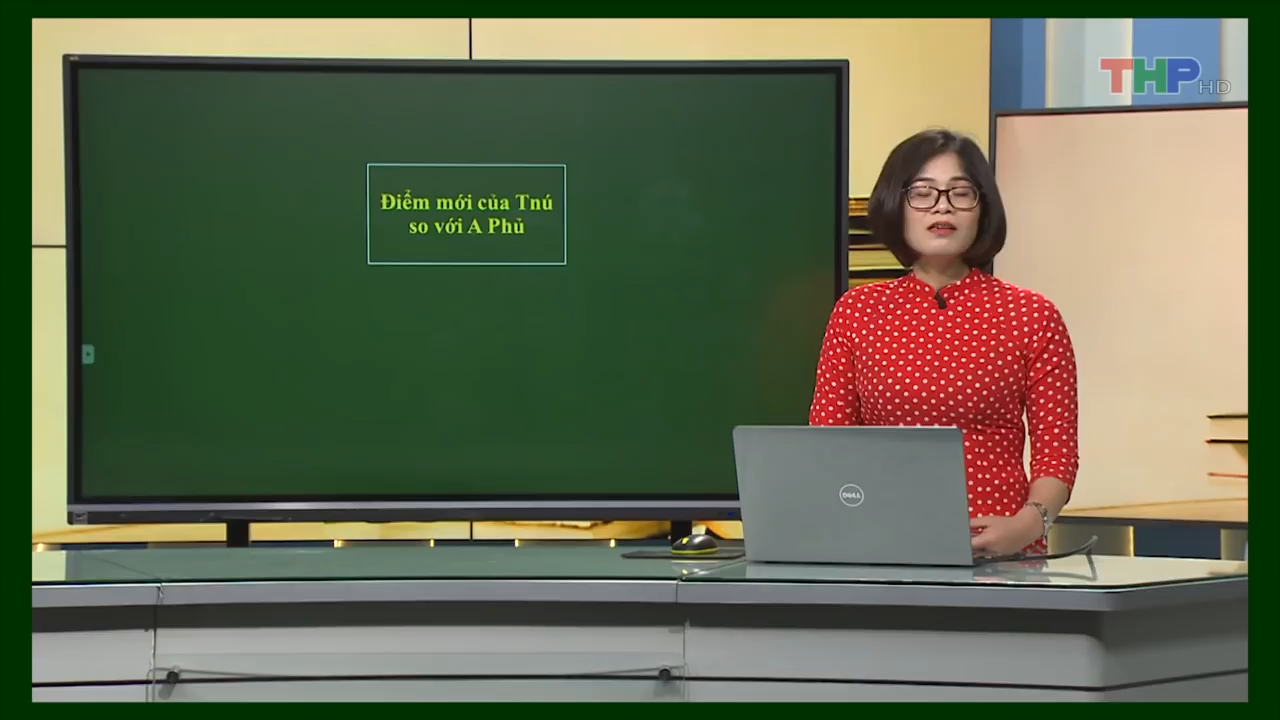 THP HD
Điểm mới của Tnú
so với A Phủ
DELL